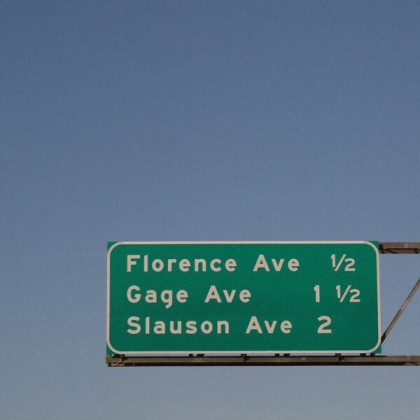 Florence Ave ½
Gage Ave 1 ½
Slauson Ave 2